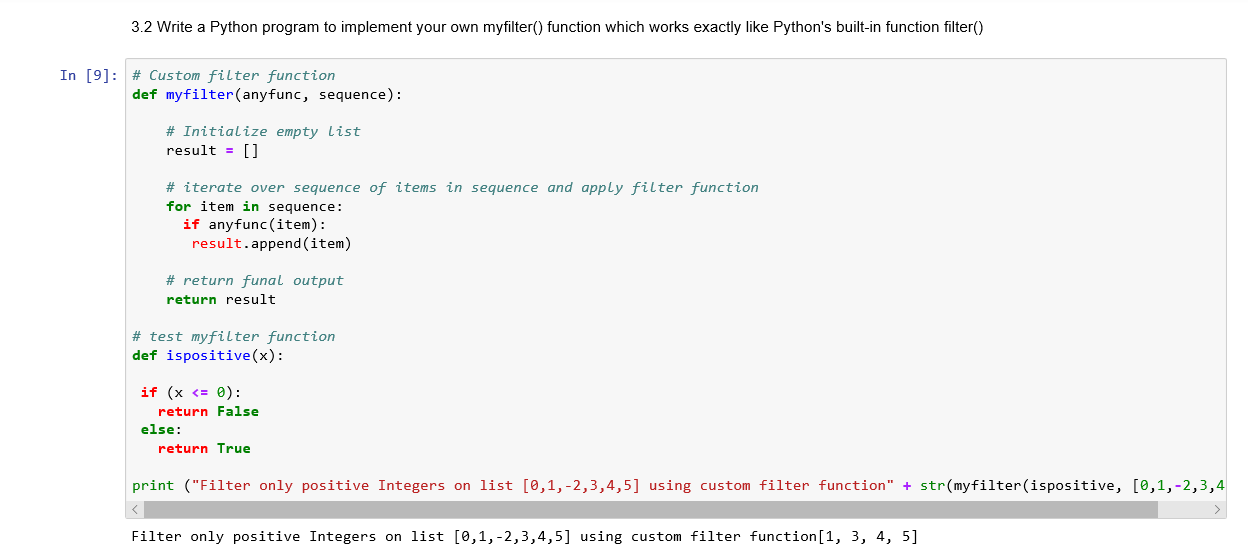 3.2 Write a Python program to implement your own myfilter() function which works exactly like Python's built-in function filter()
In [9]:
# Custom filter function
def myfilter(anyfunc, sequence):
# Initialize empty list
result = []
# iterate over sequence of items in sequence and apply filter function
for item in sequence:
if anyfunc(item):
result.append(item)
# return funal output
return result
# test myfilter function
def ispositive(x):
if (x <= 0):
return False
else:
return True
print ("Filter only positive Integers on list [0,1,-2,3,4,5] using custom filter function" + str(myfilter(ispositive, [0,1,-2,3,4
Filter only positive Integers on list [0,1,-2,3,4,5] using custom filter function[1, 3, 4, 5]